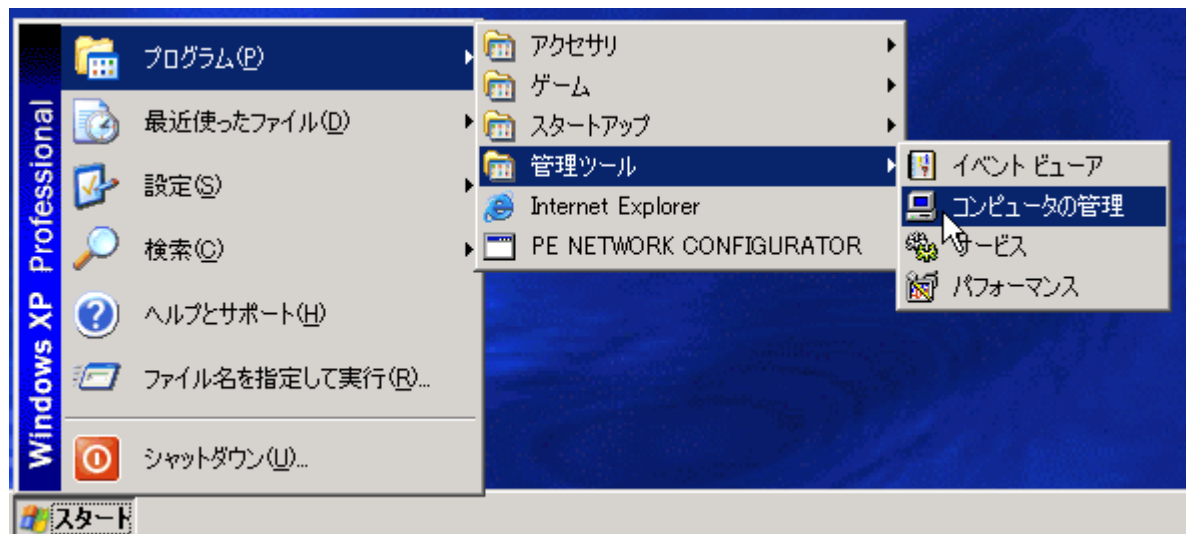 Windows XP Professional
プログラム(P)
最近使ったファイル(D)
設定(S)
検索(C)
ヘルプとサポート(H)
ファイル名を指定して実行(R)...
シャットダウン(U)...
アクセサリ
ゲーム
スタートアップ
管理ツール
Internet Explorer
PE NETWORK CONFIGURATOR
イベント ビューア
コンピュータの管理
サービス
パフォーマンス
スタート